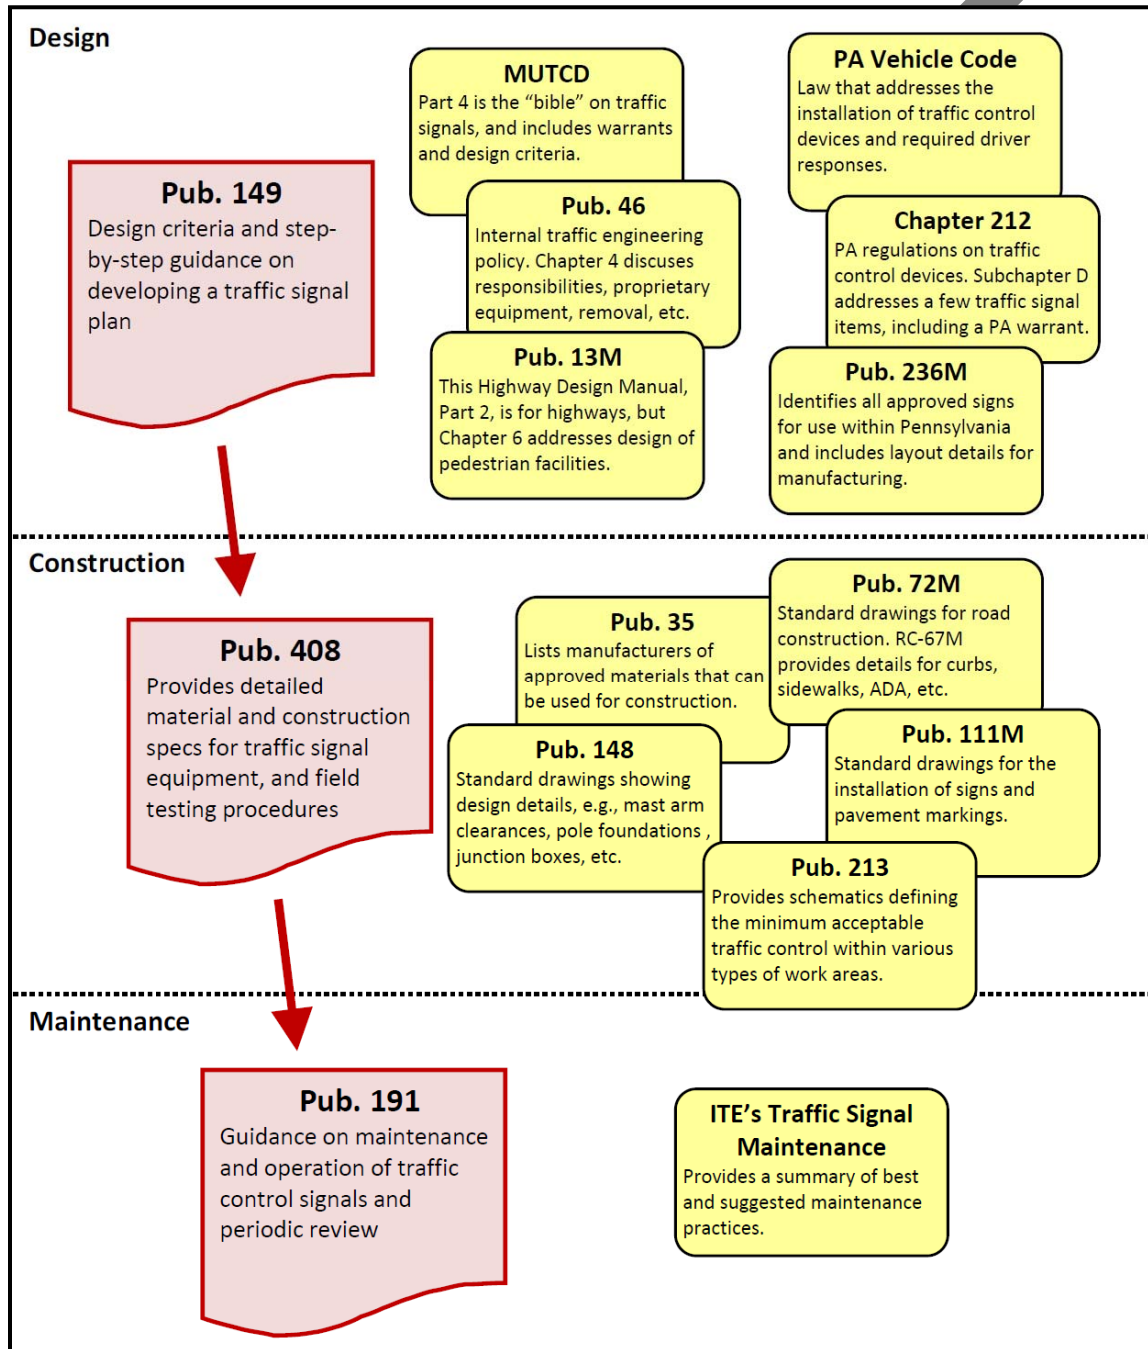 Design
Pub. 149
Design criteria and step-
by-step guidance on
developing a traffic signal
plan
MUTCD
Part 4 is the “bible” on traffic
signals, and includes warrants
and design criteria.
Pub. 46
Internal traffic engineering
policy. Chapter 4 discuses
responsibilities, proprietary
equipment, removal, etc.
Pub. 13M
This Highway Design Manual,
Part 2, is for highways, but
Chapter 6 addresses design of
pedestrian facilities.
PA Vehicle Code
Law that addresses the
installation of traffic control
devices and required driver
responses.
Chapter 212
PA regulations on traffic
control devices. Subchapter D
addresses a few traffic signal
items, including a PA warrant.
Pub. 236M
Identifies all approved signs
for use within Pennsylvania
and includes layout details for
manufacturing.
Construction
Pub. 408
Provides detailed
material and construction
specs for traffic signal
equipment, and field
testing procedures
Pub. 35
Lists manufacturers of
approved materials that can
be used for construction.
Pub. 148
Standard drawings showing
design details, e.g., mast arm
clearances, pole foundations ,
junction boxes, etc.
Pub. 72M
Standard drawings for road
construction. RC-67M
provides details for curbs,
sidewalks, ADA, etc.
Pub. 111M
Standard drawings for the
installation of signs and
pavement markings.
Pub. 213
Provides schematics defining
the minimum acceptable
traffic control within various
types of work areas.
Maintenance
Pub. 191
Guidance on maintenance
and operation of traffic
control signals and
periodic review
ITE’s Traffic Signal
Maintenance
Provides a summary of best
and suggested maintenance
practices.